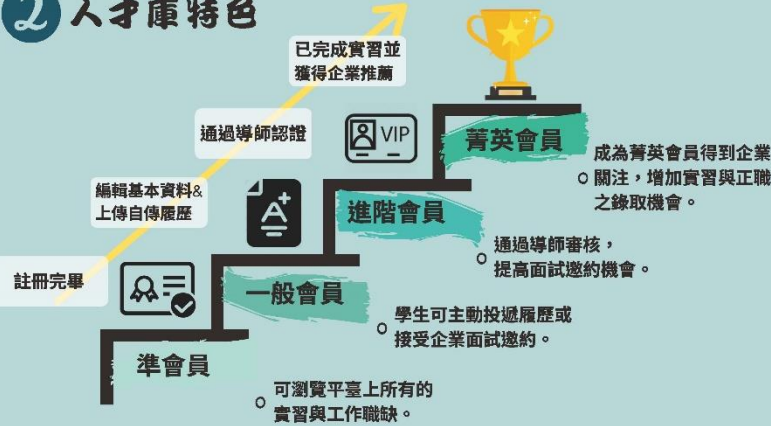 2 人才庫特色
已完成實習並
獲得企業推薦
通過導師認證
VIP
菁英會員
成為菁英會員得到企業
關注，增加實習與正職
之錄取機會。
編輯基本資料&
上傳自傳履歷
A+
進階會員
通過導師審核，
提高面試邀約機會。
註冊完畢
一般會員
學生可主動投遞履歷或
接受企業面試邀約。
準會員
可瀏覽平臺上所有的
實習與工作職缺。